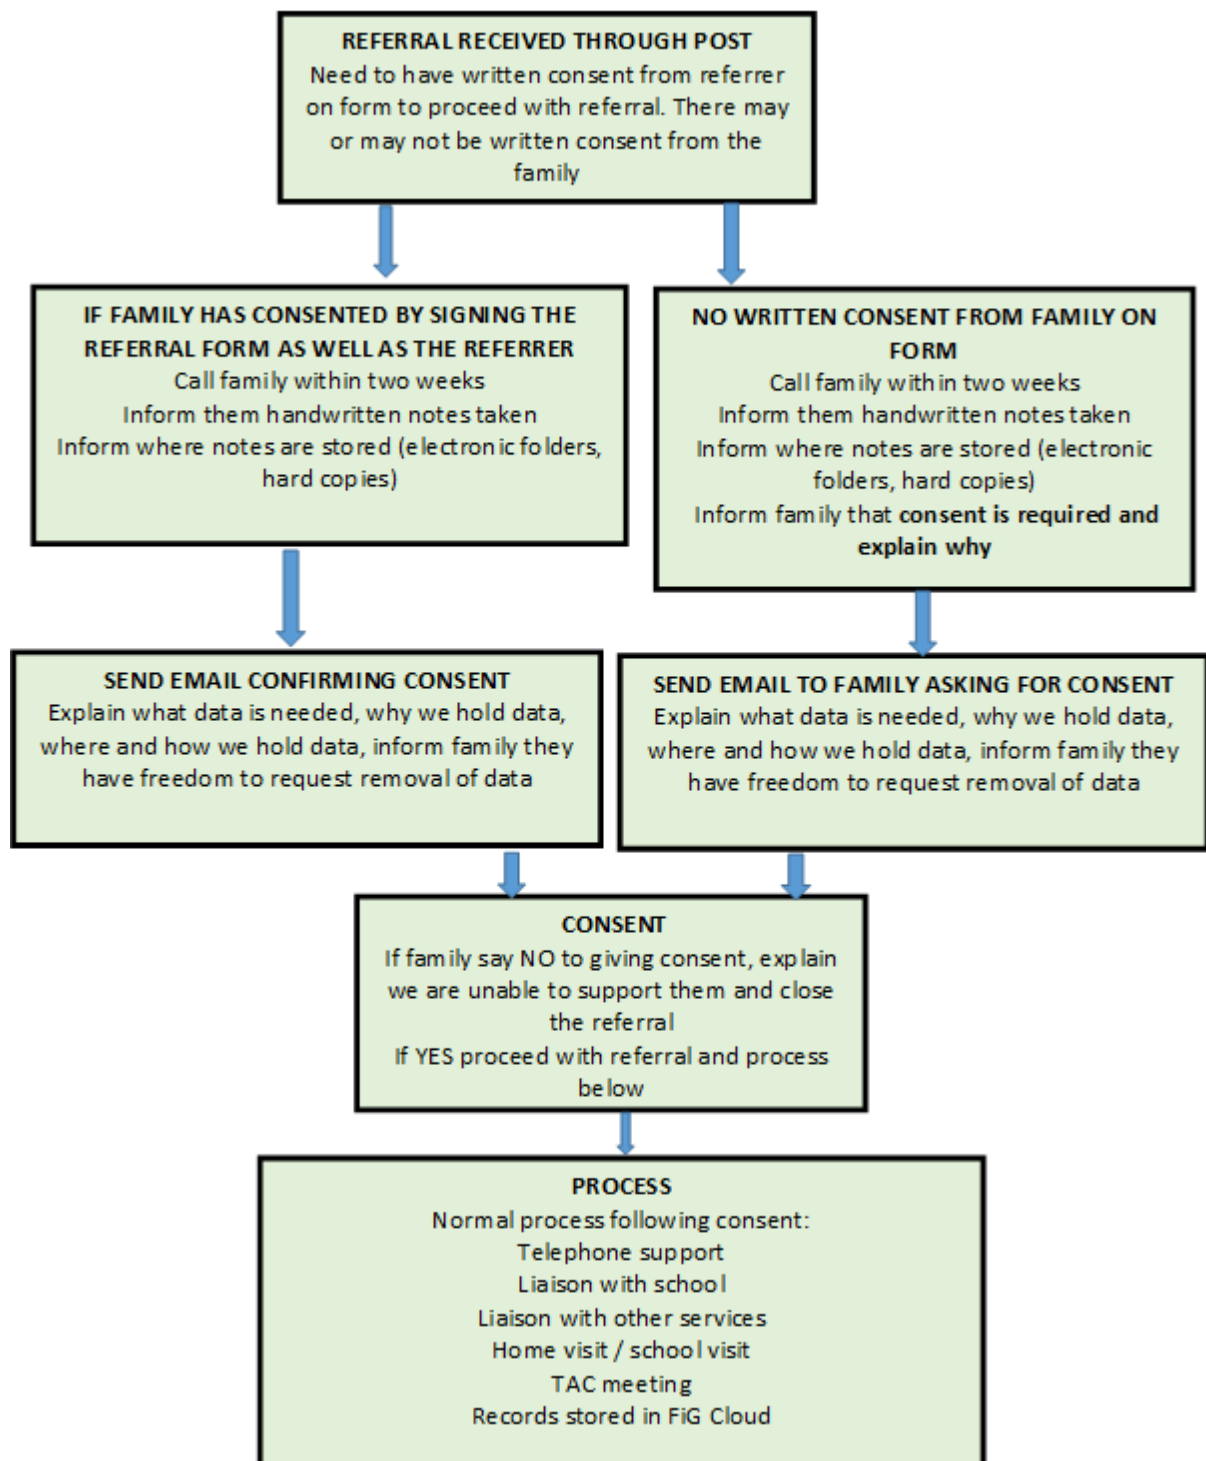 REFERRAL RECEIVED THROUGH POST
Need to have written consent from referrer
on form to proceed with referral. There may
or may not be written consent from the
family
IF FAMILY HAS CONSENTED BY SIGNING THE
REFERRAL FORM AS WELL AS THE REFERRER
Call family within two weeks
Inform them handwritten notes taken
Inform where notes are stored (electronic folders,
hard copies)
NO WRITTEN CONSENT FROM FAMILY ON
FORM
Call family within two weeks
Inform them handwritten notes taken
Inform where notes are stored (electronic
folders, hard copies)
Inform family that consent is required and
explain why
SEND EMAIL CONFIRMING CONSENT
Explain what data is needed, why we hold data,
where and how we hold data, inform family they
have freedom to request removal of data
SEND EMAIL TO FAMILY ASKING FOR CONSENT
Explain what data is needed, why we hold data,
where and how we hold data, inform family they
have freedom to request removal of data
CONSENT
If family say NO to giving consent, explain
we are unable to support them and close
the referral
If YES proceed with referral and process
below
PROCESS
Normal process following consent:
Telephone support
Liaison with school
Liaison with other services
Home visit / school visit
TAC meeting
Records stored in FiG Cloud